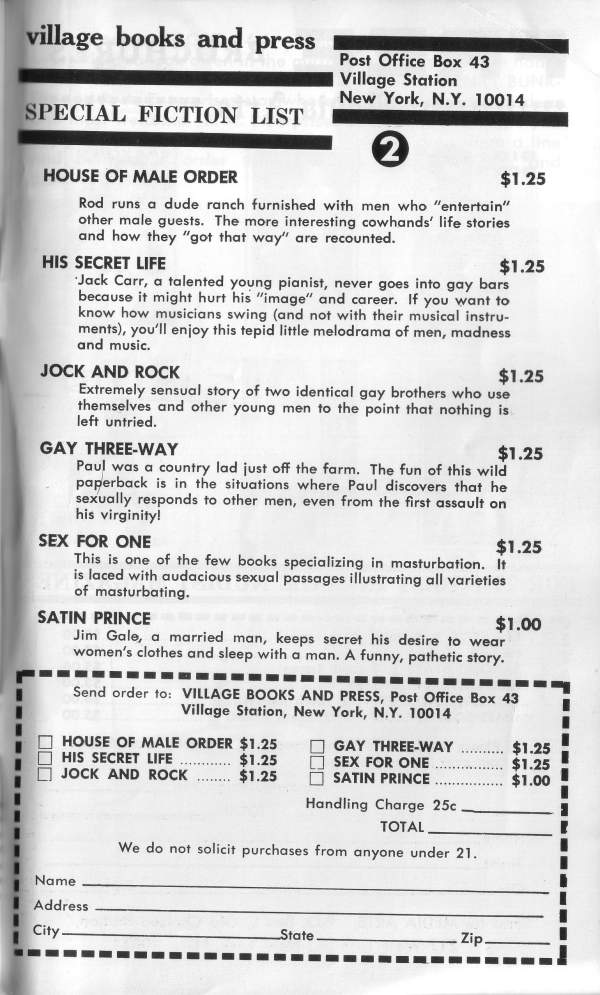 village books and press
Post Office Box 43
Village Station
New York, N.Y. 10014
SPECIAL FICTION LIST
2
HOUSE OF MALE ORDER $1.25
Rod runs a dude ranch furnished with men who "entertain"
other male guests. The more interesting cowhands' life stories
and how they "got that way" are recounted.
HIS SECRET LIFE $1.25
Jack Carr, a talented young pianist, never goes into gay bars
because it might hurt his "image" and career. If you want to
know how musicians swing (and not with their musical instru-
ments), you'll enjoy this tepid little melodrama of men, madness
and music.
JOCK AND ROCK $1.25
Extremely sensual story of two identical gay brothers who use
themselves and other young men to the point that nothing is
left untried.
GAY THREE-WAY $1.25
Paul was a country lad just off the farm. The fun of this wild
paperback is in the situations where Paul discovers that he
sexually responds to other men, even from the first assault on
his virginity!
SEX FOR ONE $1.25
This is one of the few books specializing in masturbation. It
is laced with audacious sexual passages illustrating all varieties
of masturbating.
SATIN PRINCE $1.00
Jim Gale, a married man, keeps secret his desire to wear
women's clothes and sleep with a man. A funny, pathetic story.
Send order to: VILLAGE BOOKS AND PRESS, Post Office Box 43
Village Station, New York, N.Y. 10014
HOUSE OF MALE ORDER $1.25
HIS SECRET LIFE ............ $1.25
JOCK AND ROCK ........ $1.25
GAY THREE-WAY .......... $1.25
SEX FOR ONE ................ $1.25
SATIN PRINCE ................ $1.00
Handling Charge 25c
TOTAL
We do not solicit purchases from anyone under 21.
Name
Address
City State Zip